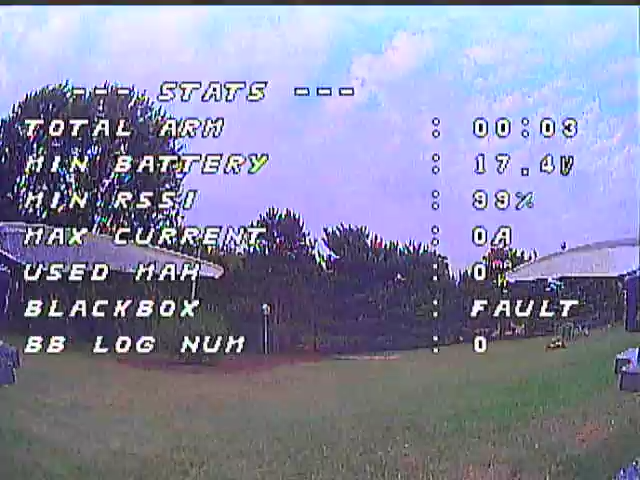 --- STATS ---
TOTAL ARM : 00:03
MIN BATTERY : 17.4V
MIN RSSI : 99%
MAX CURRENT : 0A
USED MAH : 0
BLACKBOX : FAULT
BB LOG NUM : 0